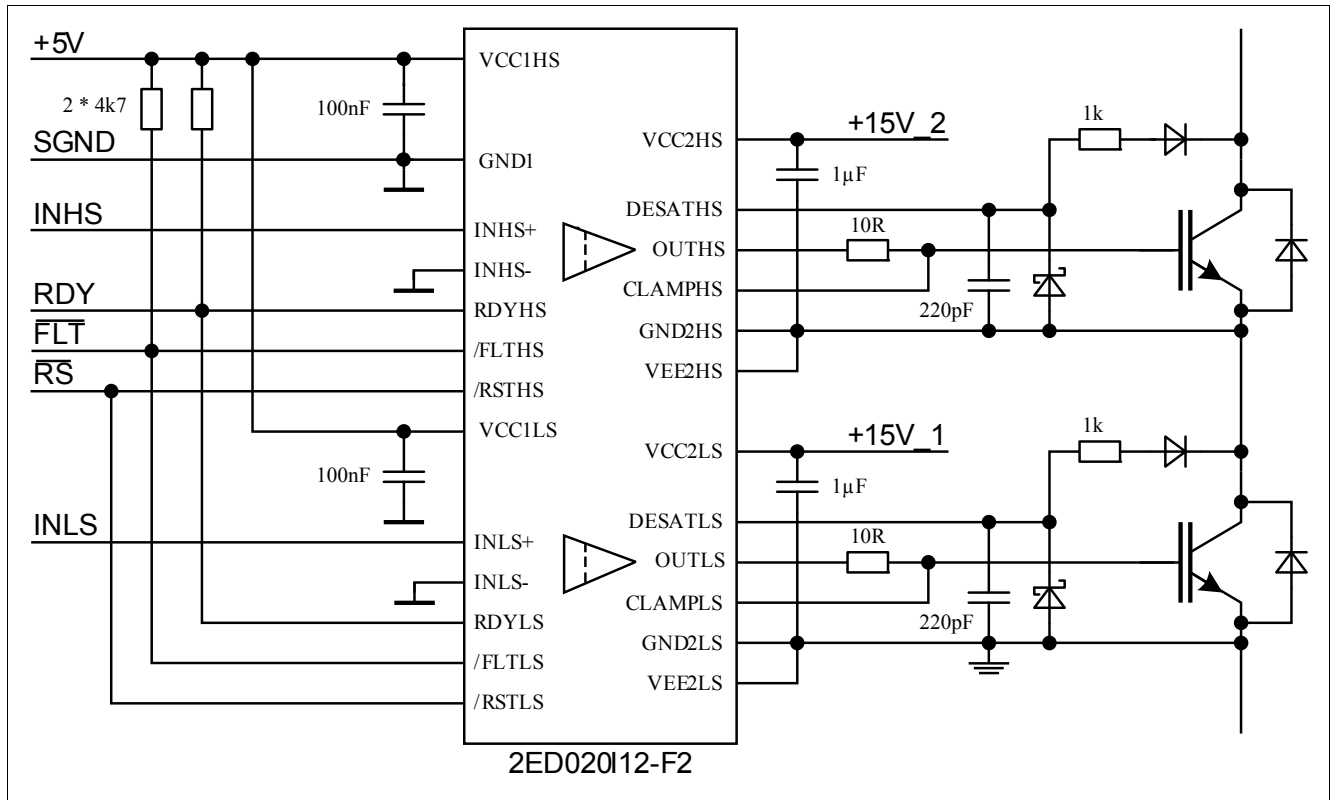 +5V
2 * 4k7
100nF
SGND
INHS
RDY
FLT
RS
100nF
INLS
VCC1HS
GND1
INHS+
INHS-
RDYHS
/FLTHS
/RSTHS
VCC1LS
INLS+
INLS-
RDYLS
/FLTLS
/RSTLS
VCC2HS
DESATHS
OUTHS
CLAMPHS
GND2HS
VEE2HS
VCC2LS
DESATLS
OUTLS
CLAMPLS
GND2LS
VEE2LS
+15V_2
1k
1µF
10R
220pF
+15V_1
1k
1µF
10R
220pF
2ED020I12-F2